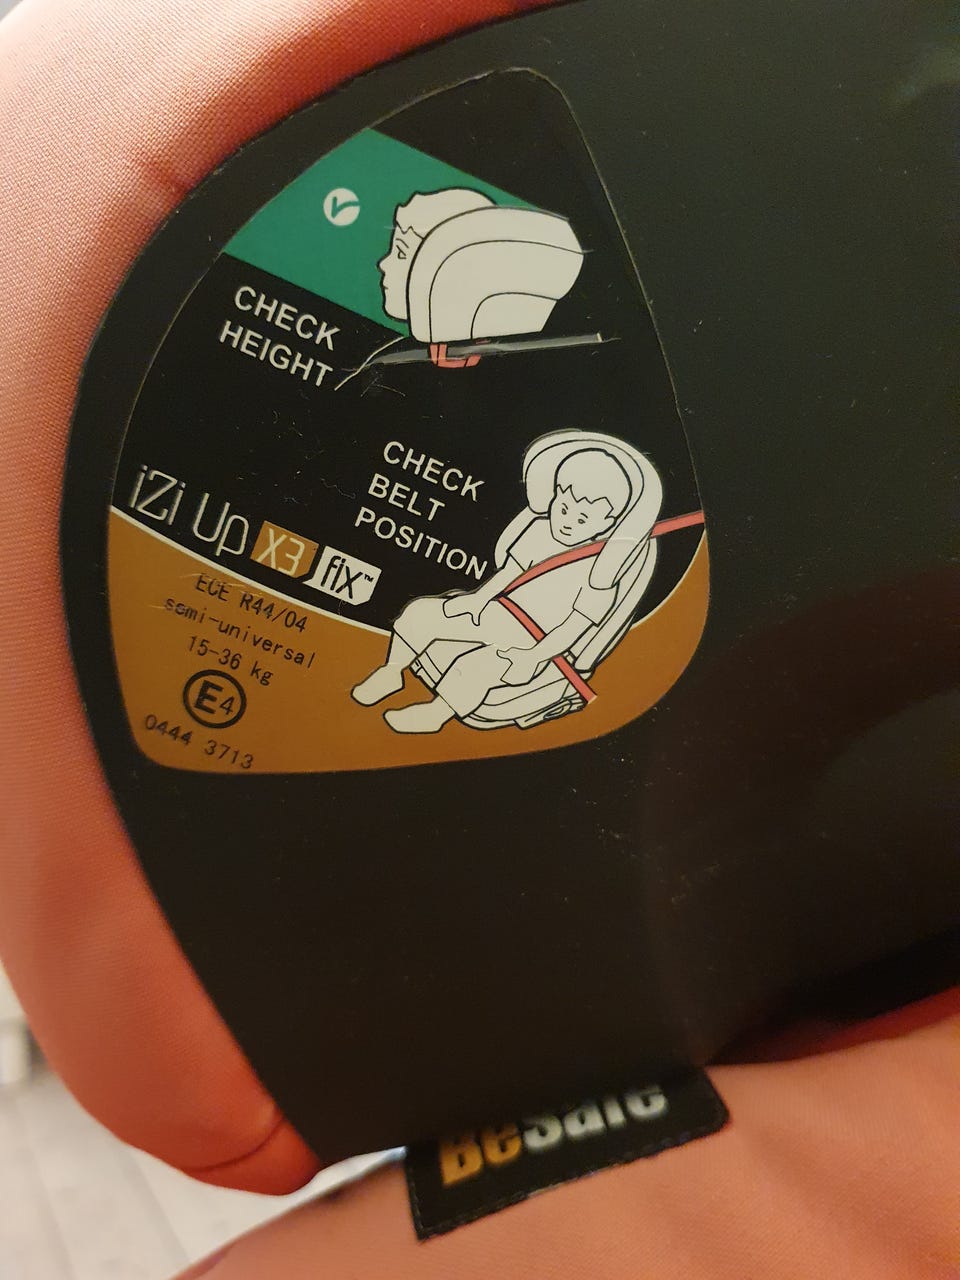 CHECK
HEIGHT
CHECK
BELT
POSITION
iZi Up X3 fix™
ECE R44/04
semi-universal
15-36 kg
E4
0444 3713
BeSafe